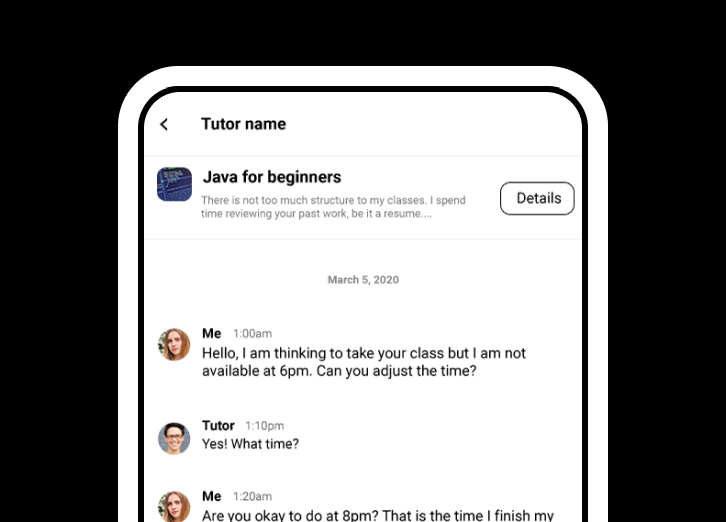 Tutor name
Java for beginners
There is not too much structure to my classes. I spend
time reviewing your past work, be it a resume....
Details
March 5, 2020
Me 1:00am
Hello, I am thinking to take your class but I am not
available at 6pm. Can you adjust the time?
Tutor 1:10pm
Yes! What time?
Me 1:20am
Are you okay to do at 8pm? That is the time I finish my